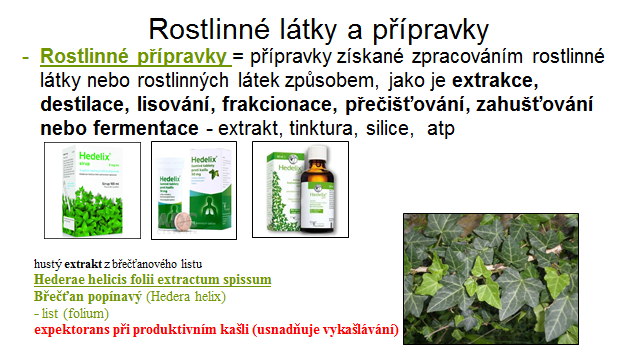 Rostlinné látky a přípravky
- Rostlinné přípravky = přípravky získané zpracováním rostlinné
látky nebo rostlinných látek způsobem, jako je extrakce,
destilace, lisování, frakcionace, přečišťování, zahušťování
nebo fermentace - extrakt, tinktura, silice, atp
Hedelix®
Hedelix®
Hedelix®
hustý extrakt z břečťanového listu
Hederae helicis folii extractum spissum
Břečťan popínavý (Hedera helix)
- list (folium)
expektorans při produktivním kašli (usnadňuje vykašlávání)